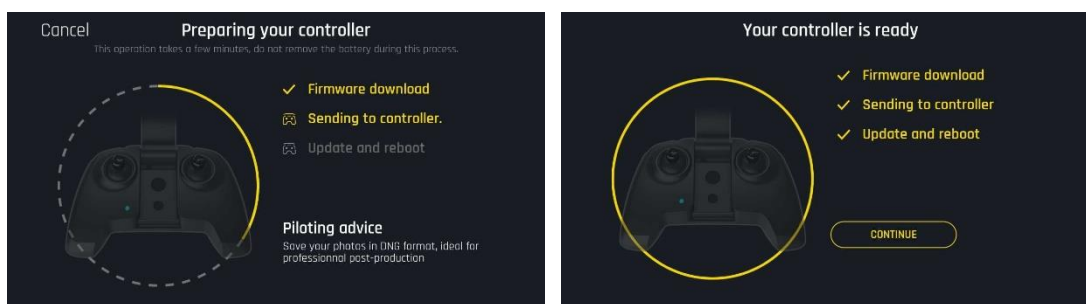 Cancel
Preparing your controller
This operation takes a few minutes, do not remove the battery during this process.
Firmware download
Sending to controller.
Update and reboot
Piloting advice
Save your photos in DNG format, ideal for
professionnal post-production
Your controller is ready
Firmware download
Sending to controller
Update and reboot
CONTINUE